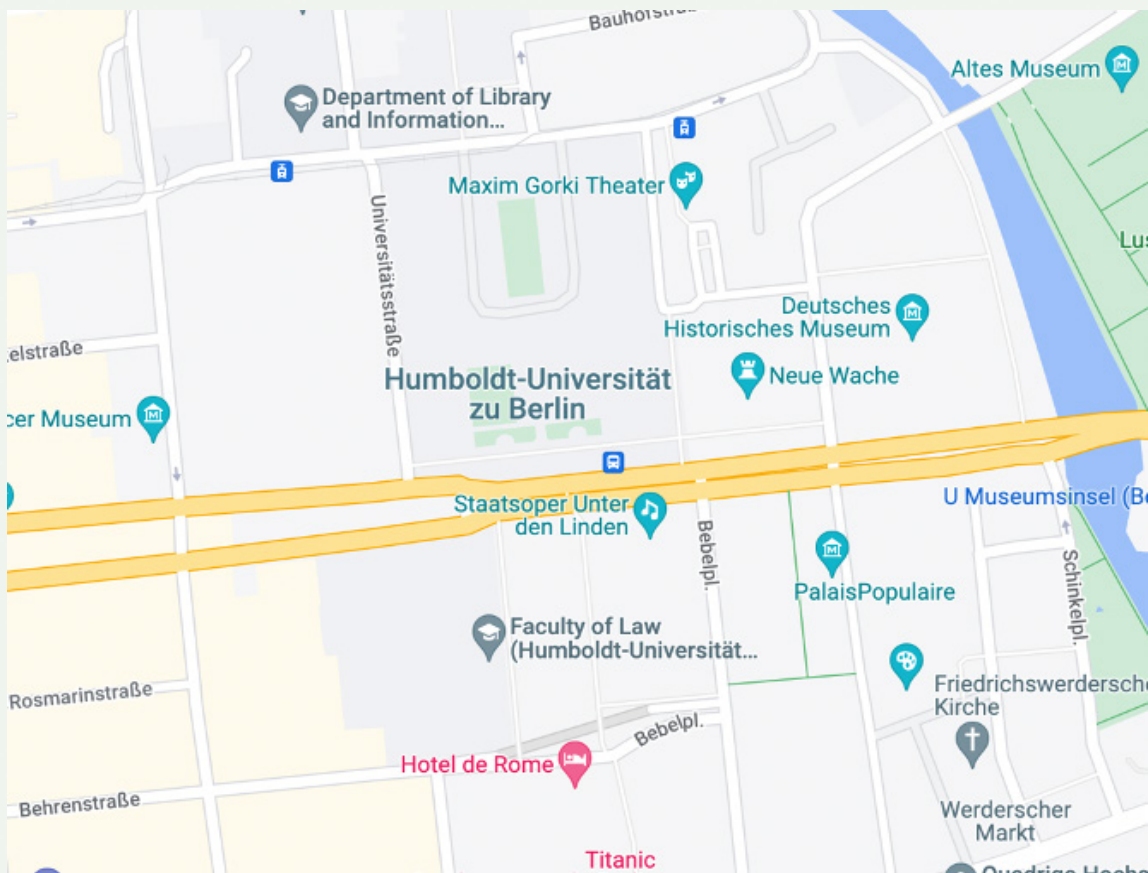 Bauhofstraße
Altes Museum
Department of Library
and Information...
Maxim Gorki Theater
Universitätsstraße
Lus
Deutsches
Historisches Museum
elstraße
Neue Wache
Humboldt-Universität
zu Berlin
cer Museum
Staatsoper Unter
den Linden
U Museumsinsel (Be
Bebelpl.
Schinkelpl.
PalaisPopulaire
Faculty of Law
(Humboldt-Universität...
Rosmarinstraße
Friedrichswerdersche
Kirche
Bebelpl.
Hotel de Rome
Behrenstraße
Werderscher
Markt
Titanic